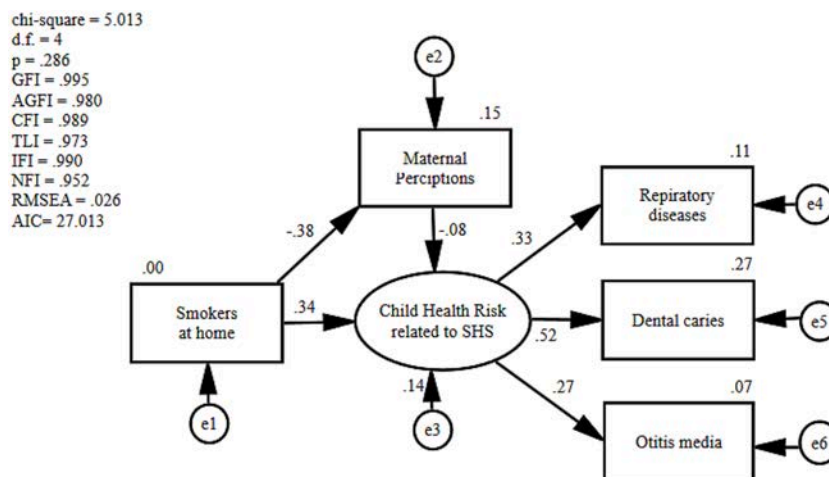 chi-square = 5.013
d.f. = 4
p = .286
GFI = .995
AGFI = .980
CFI = .989
TLI = .973
IFI = .990
NFI = .952
RMSEA = .026
AIC= 27.013
e2
.15
Maternal
Perciptions
.11
Repiratory
diseases
e4
-.38
-.08
.33
.00
Smokers
at home
.34
Child Health Risk
related to SHS
.52
.27
Dental caries
e5
.14
.27
.07
e1
e3
Otitis media
e6